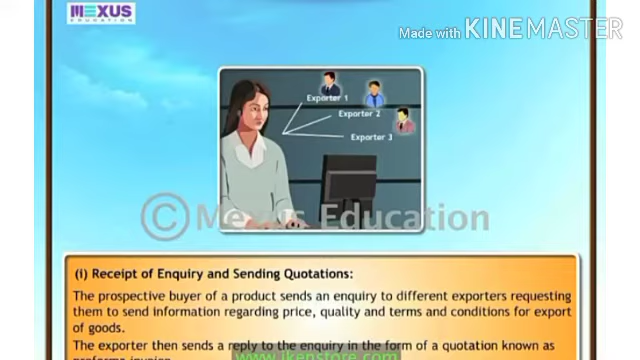 MEXUS
EDUCATION
Made with KINEMASTER
Exporter 1
Exporter 2
Exporter 3
© Mexus Education
(i) Receipt of Enquiry and Sending Quotations:
The prospective buyer of a product sends an enquiry to different exporters requesting
them to send information regarding price, quality and terms and conditions for export
of goods.
The exporter then sends a reply to the enquiry in the form of a quotation known as
proforma invoice
www.ikenstore.com